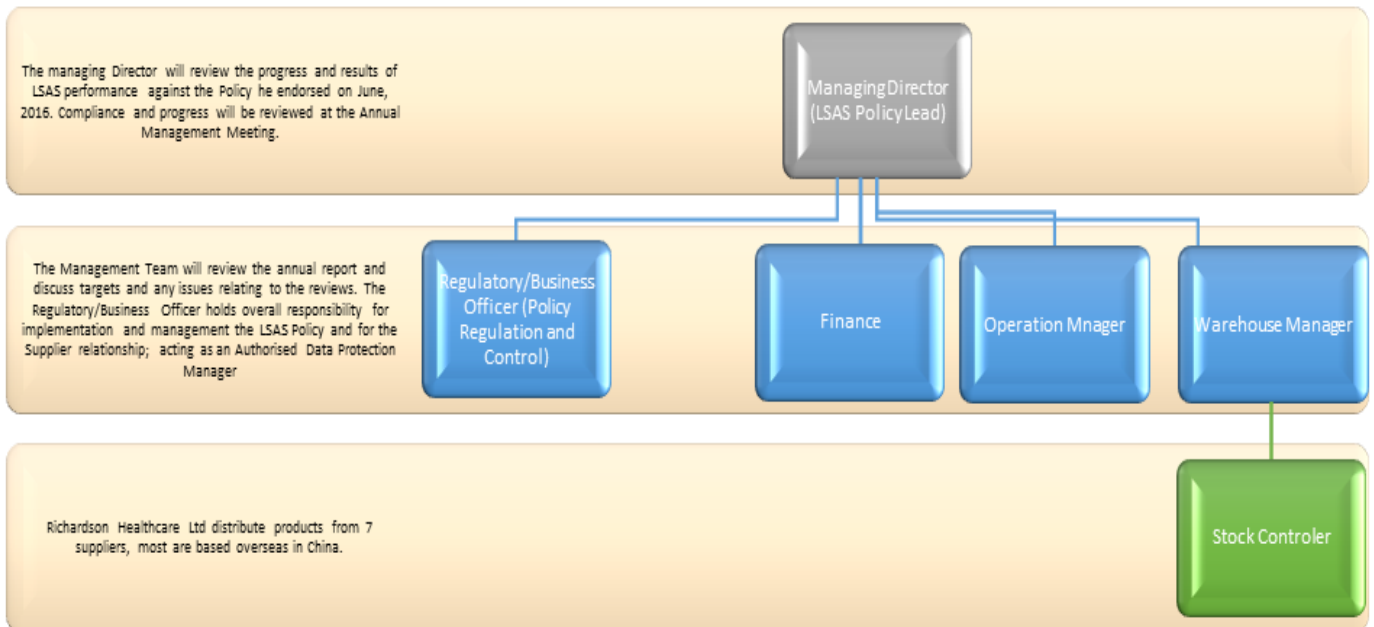 The managing Director will review the progress and results of
LSAS performance against the Policy he endorsed on June,
2016. Compliance and progress will be reviewed at the Annual
Management Meeting.
Managing Director
(LSAS Policy Lead)
The Management Team will review the annual report and
discuss targets and any issues relating to the reviews. The
Regulatory/Business Officer holds overall responsibility for
implementation and management the LSAS Policy and for the
Supplier relationship; acting as an Authorised Data Protection
Manager
Regulatory/Business
Officer (Policy
Regulation and
Control)
Finance
Operation Mnager
Warehouse Manager
Richardson Healthcare Ltd distribute products from 7
suppliers, most are based overseas in China.
Stock Controler